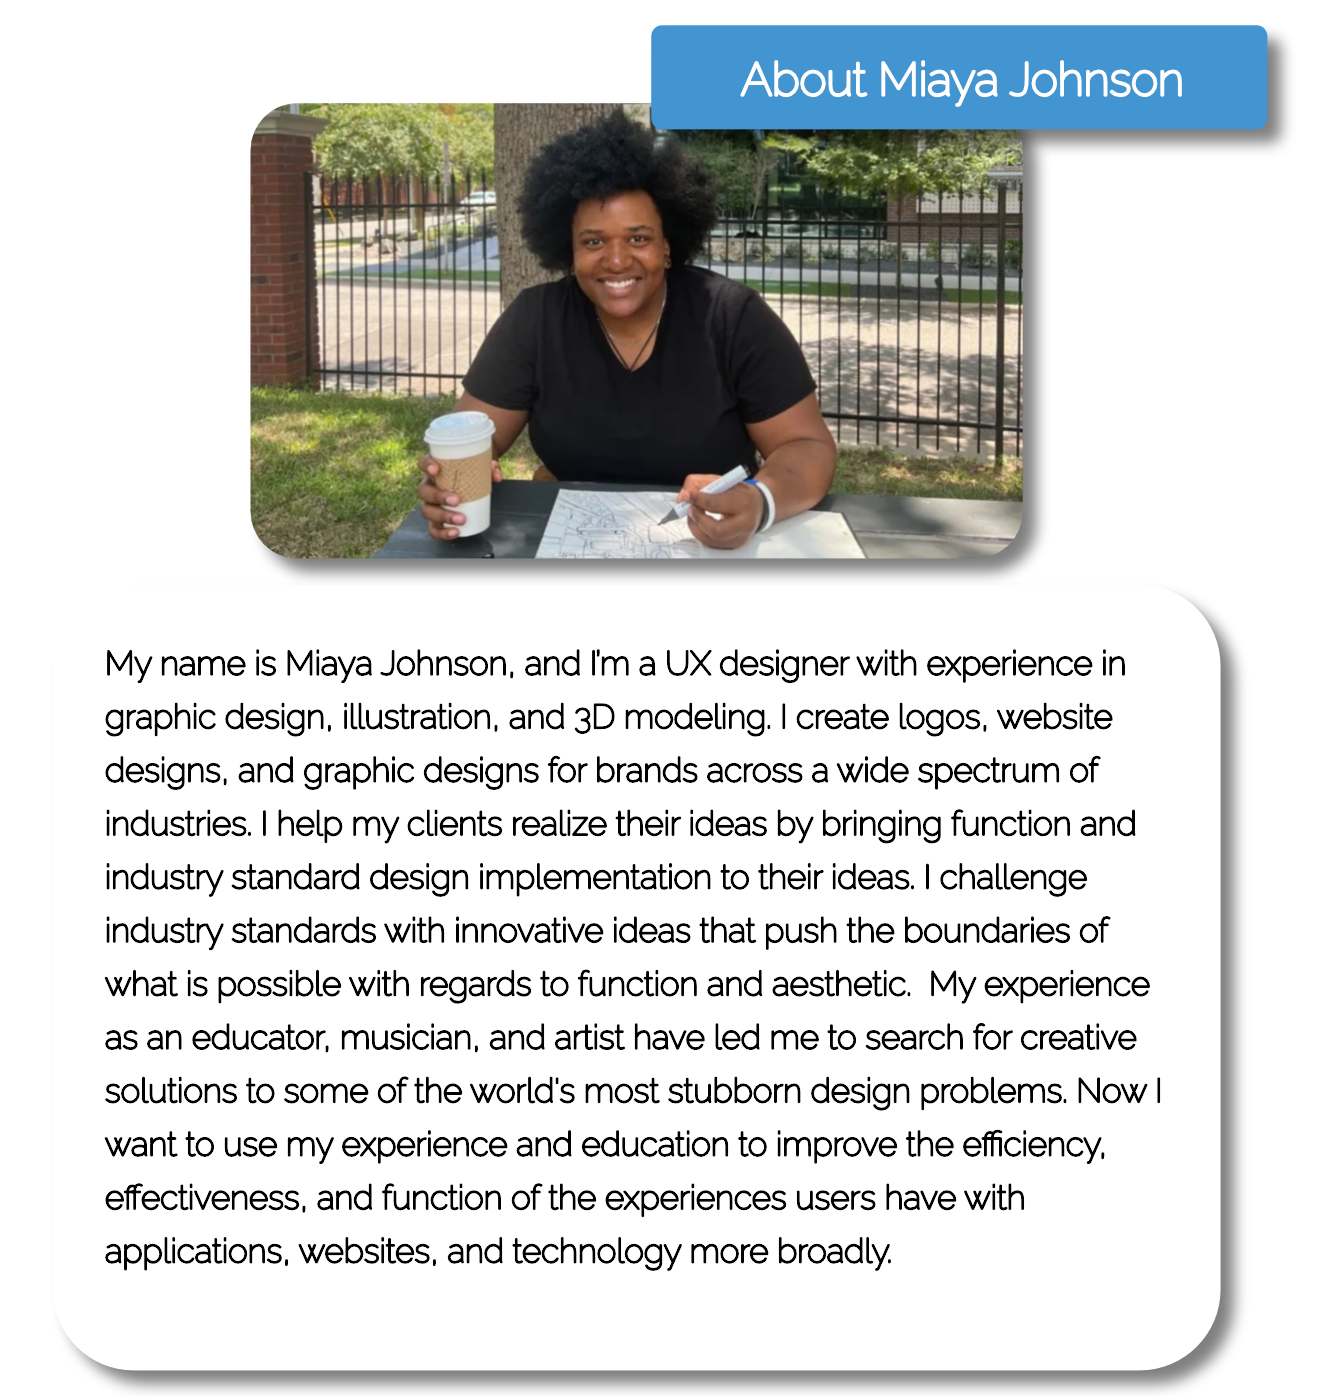 About Miaya Johnson
My name is Miaya Johnson, and I'm a UX designer with experience in
graphic design, illustration, and 3D modeling. I create logos, website
designs, and graphic designs for brands across a wide spectrum of
industries. I help my clients realize their ideas by bringing function and
industry standard design implementation to their ideas. I challenge
industry standards with innovative ideas that push the boundaries of
what is possible with regards to function and aesthetic.  My experience
as an educator, musician, and artist have led me to search for creative
solutions to some of the world's most stubborn design problems. Now I
want to use my experience and education to improve the efficiency,
effectiveness, and function of the experiences users have with
applications, websites, and technology more broadly.